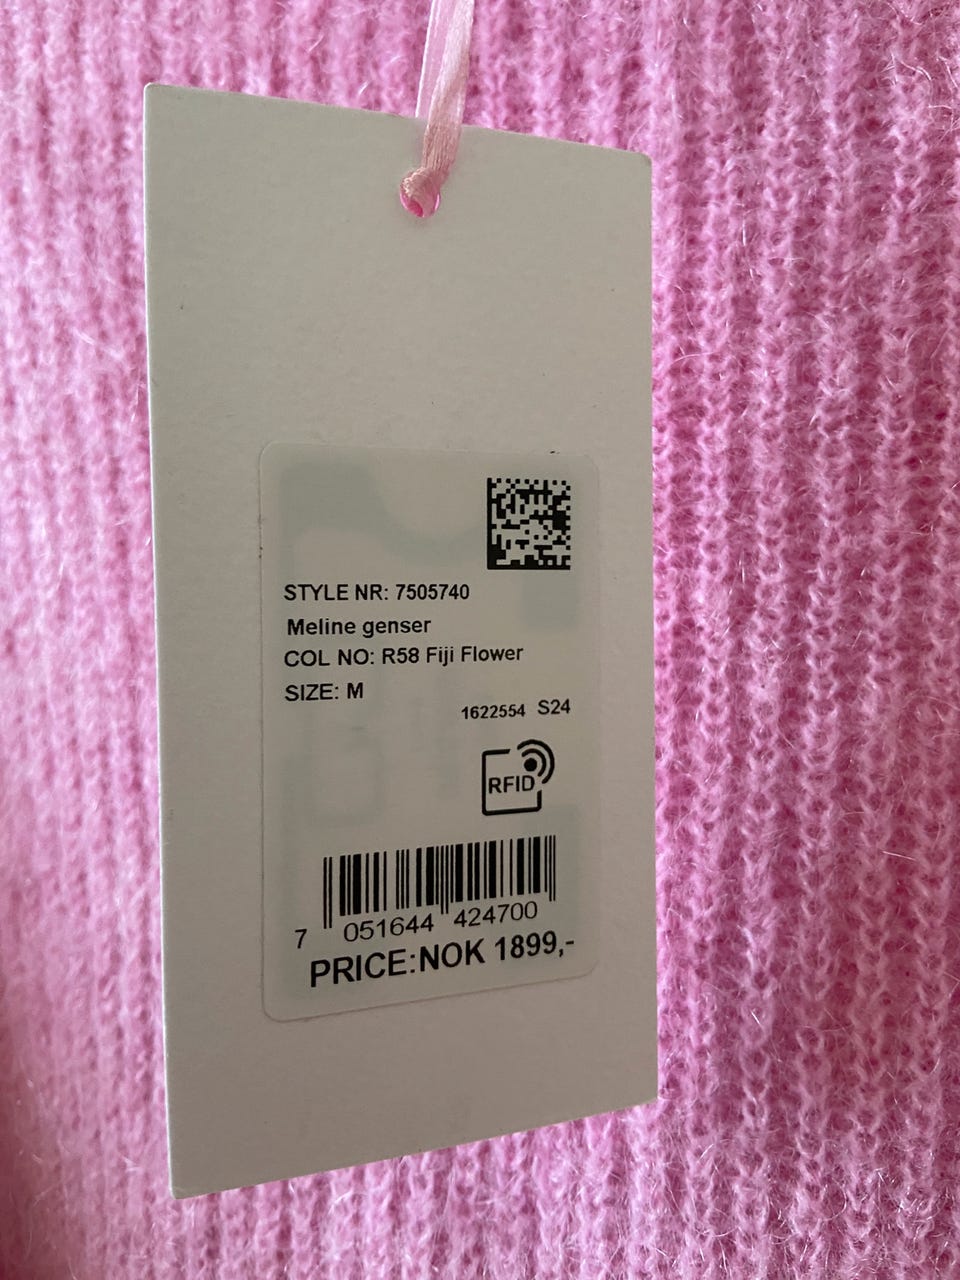 STYLE NR: 7505740
Meline genser
COL NO: R58 Fiji Flower
SIZE: M
1622554 S24
RFID
7 051644 424700
PRICE:NOK 1899,-